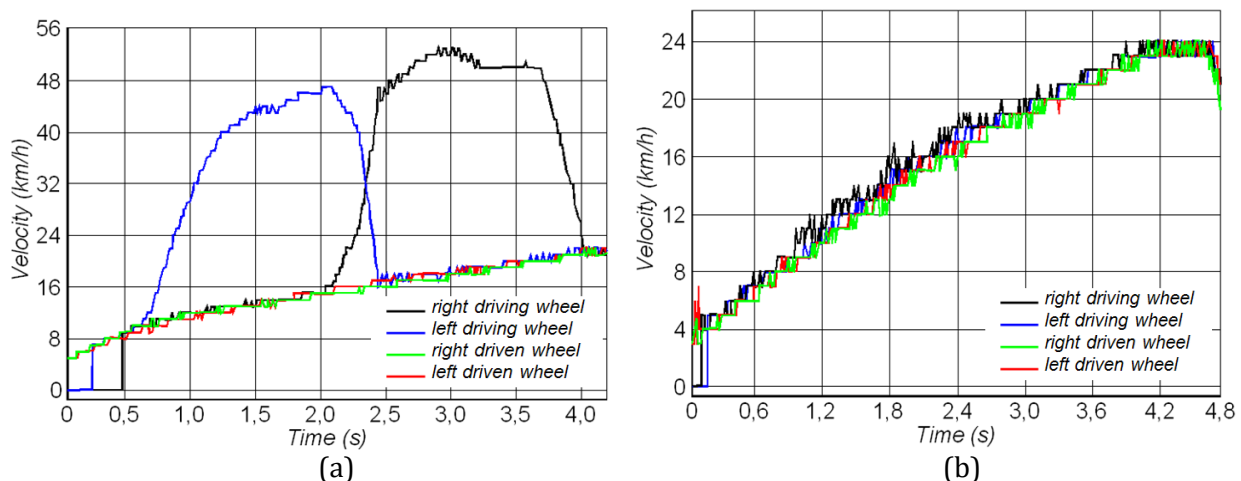 56
48
40
32
24
16
8
0
Velocity (km/h)
0 0,5 1,0 1,5 2,0 2,5 3,0 3,5 4,0
Time (s)
right driving wheel
left driving wheel
right driven wheel
left driven wheel
(a)
24
20
16
12
8
4
0
Velocity (km/h)
0 0,6 1,2 1,8 2,4 3,0 3,6 4,2 4,8
Time (s)
right driving wheel
left driving wheel
right driven wheel
left driven wheel
(b)